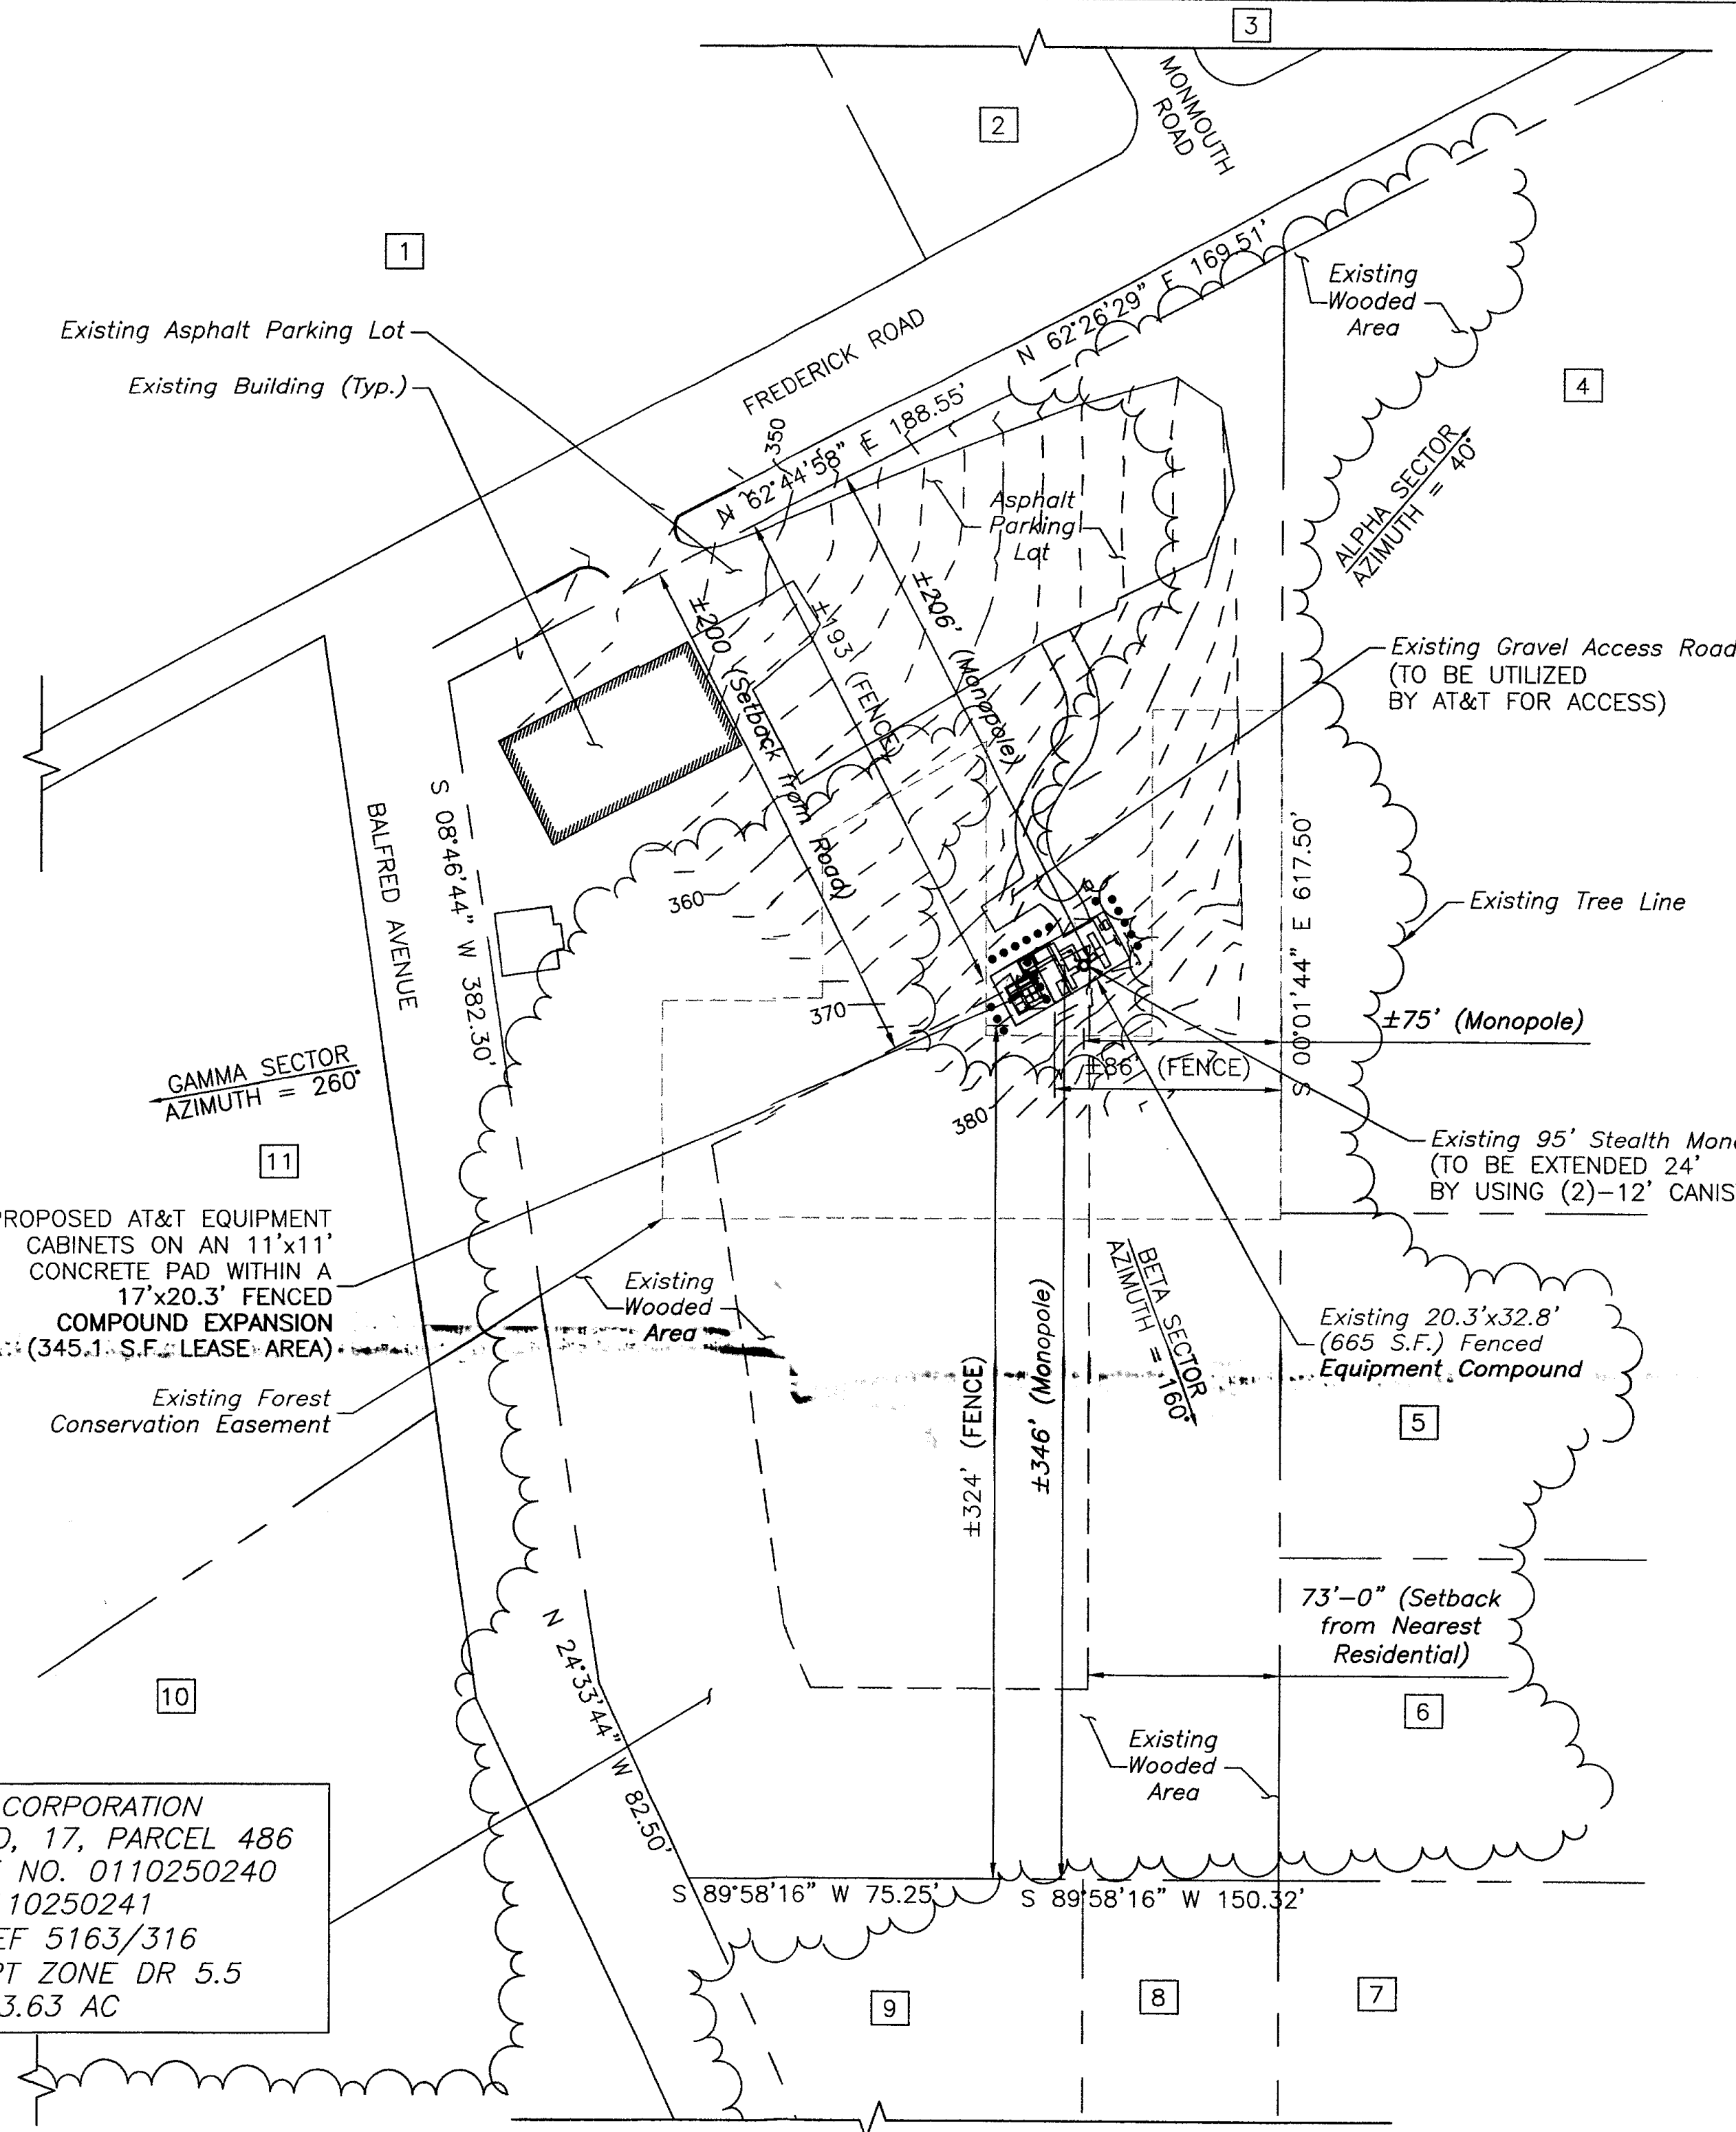 3
MONMOUTH
ROAD
2
1
Existing Asphalt Parking Lot
Existing Building (Typ.)
FREDERICK ROAD
N 62°26'29" E 169.51'
Existing
Wooded
Area
4
350
N 62°44'58" E 188.55'
Asphalt
Parking
Lot
ALPHA SECTOR
AZIMUTH = 40°
±200 (Setback from Road)
±193 (FENCE)
±206' (Monopole)
Existing Gravel Access Road
(TO BE UTILIZED
BY AT&T FOR ACCESS)
BALFRED AVENUE
S 08°46'44" W 382.30'
360
S 00°01'44" E 617.50'
Existing Tree Line
370
±75' (Monopole)
±86' (FENCE)
380
GAMMA SECTOR
AZIMUTH = 260°
11
Existing 95' Stealth
(TO BE EXTENDED 24'
BY USING (2)-12'
PROPOSED AT&T EQUIPMENT
CABINETS ON AN 11'x11'
CONCRETE PAD WITHIN A
17'x20.3' FENCED
COMPOUND EXPANSION
(345.1 S.F. LEASE AREA)
Existing
Wooded
Area
BETA SECTOR
AZIMUTH = 160°
Existing 20.3'x32.8'
(665 S.F.) Fenced
Equipment Compound
Existing Forest
Conservation Easement
±324' (FENCE)
±346' (Monopole)
5
73'-0" (Setback
from Nearest
Residential)
10
N 24°33'44" W 82.50'
6
Existing
Wooded
Area
CORPORATION
17, PARCEL 486
NO. 0110250240
10250241
5163/316
ZONE DR 5.5
3.63 AC
S 89°58'16" W 75.25'
S 89°58'16" W 150.32'
9
8
7